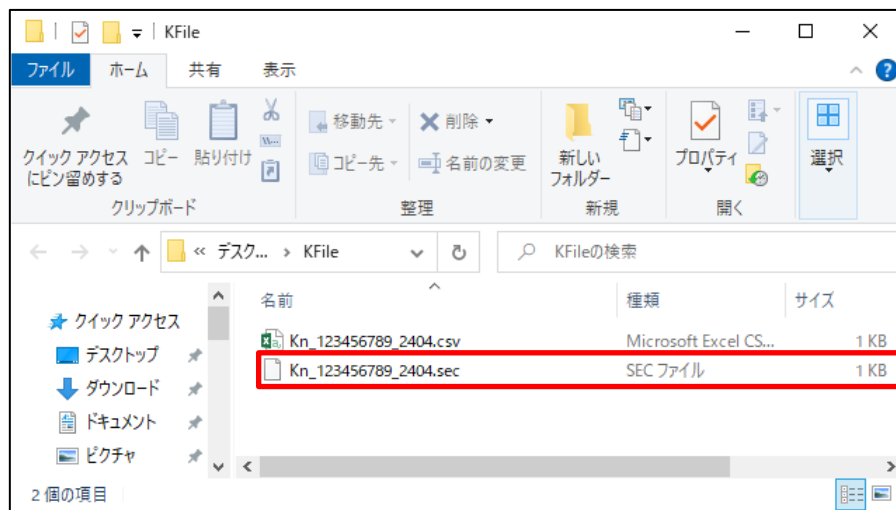 KFile
ファイル ホーム 共有 表示
クイック アクセス
にピン留めする
コピー
貼り付け
移動先
コピー先
削除
名前の変更
新しい
フォルダー
プロパティ
選択
クリップボード 整理 新規 開く
« デスク... › KFile
KFileの検索
名前 種類 サイズ
クイック アクセス
デスクトップ
ダウンロード
ドキュメント
ピクチャ
Kn_123456789_2404.csv Microsoft Excel CS... 1 KB
Kn_123456789_2404.sec SEC ファイル 1 KB
2 個の項目